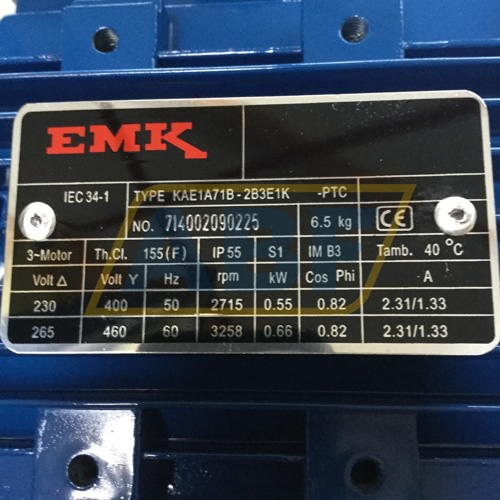 EMK
IEC 34-1 TYPE KAE1A71B-2B3E1K -PTC
NO. 714002090225 6.5 kg CE
3~Motor Th.Cl. 155(F) IP 55 S1 IM B3 Tamb. 40 °C
Volt Δ Volt Y Hz rpm kW Cos Phi A
230 400 50 2715 0.55 0.82 2.31/1.33
265 460 60 3258 0.66 0.82 2.31/1.33